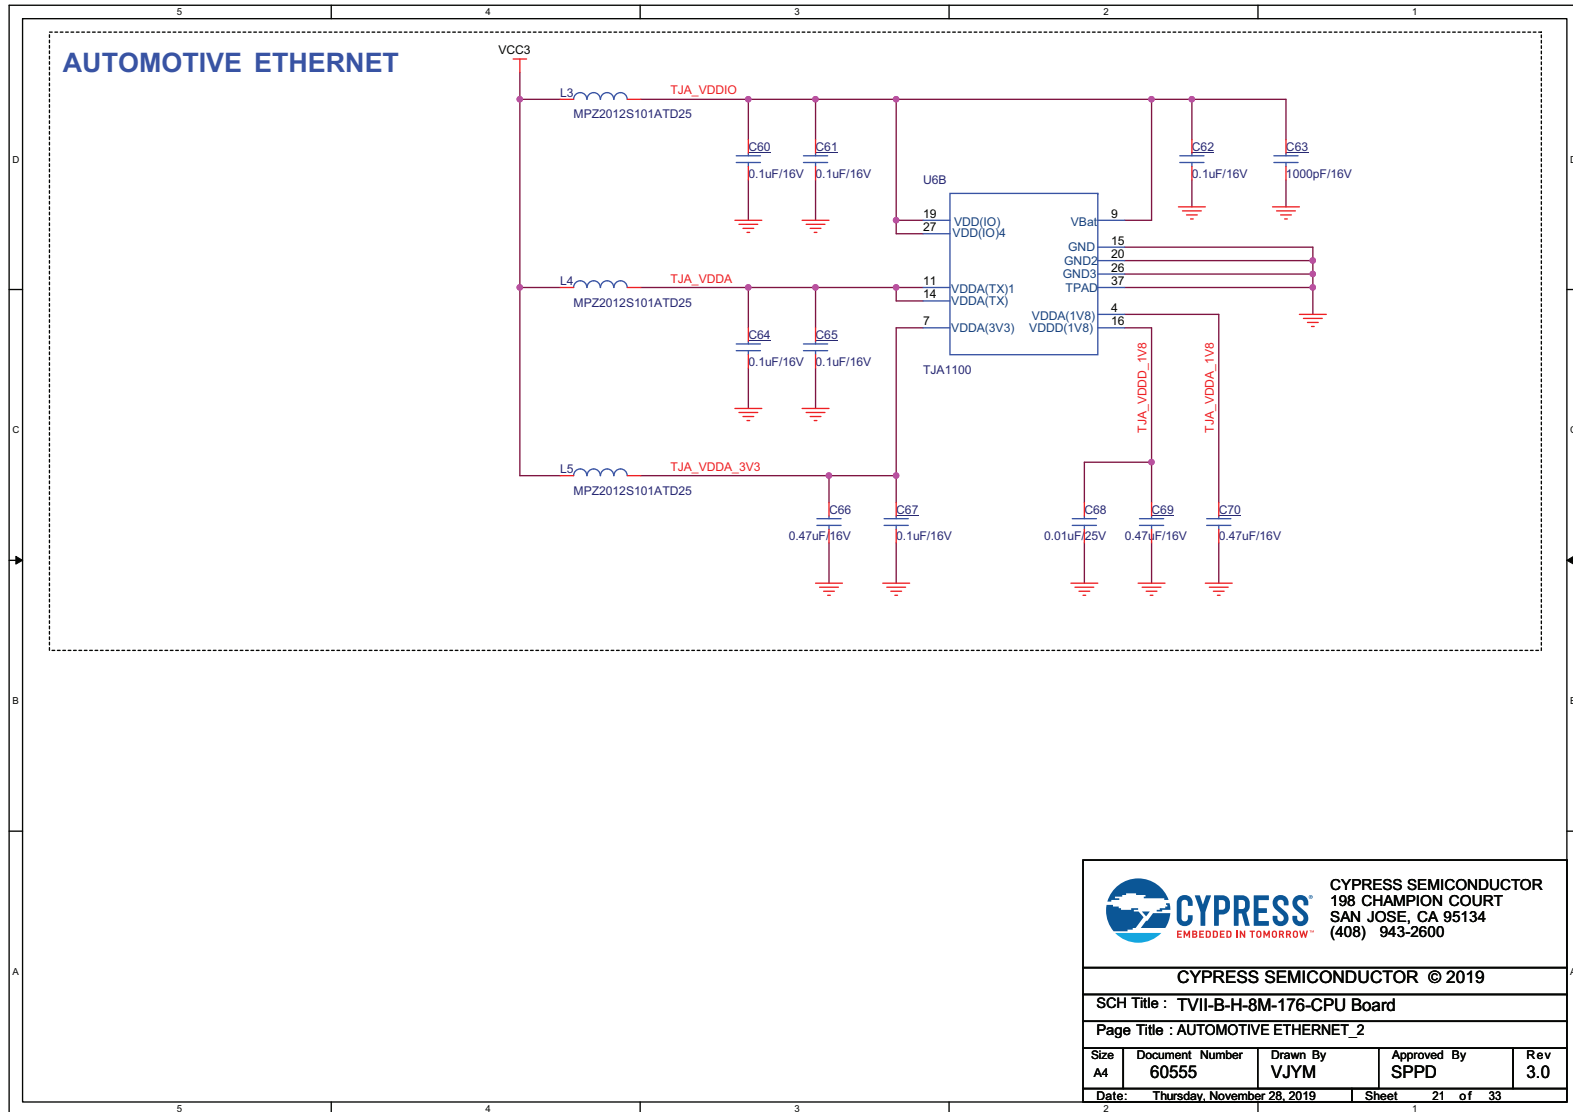 5 4 3 2 1
AUTOMOTIVE ETHERNET
VCC3
L3 TJA_VDDIO
MPZ2012S101ATD25
D
C60 C61 C62 C63
0.1uF/16V 0.1uF/16V 0.1uF/16V 1000pF/16V
U6B
19 VDD(IO) VBat 9
27 VDD(IO)4
GND 15
GND2 20
GND3 26
L4 TJA_VDDA 11 VDDA(TX)1 TPAD 37
MPZ2012S101ATD25 14 VDDA(TX)
VDDA(1V8) 4
7 VDDA(3V3) VDDD(1V8) 16
C64 C65
0.1uF/16V 0.1uF/16V
TJA1100
TJA_VDDD_1V8
TJA_VDDA_1V8
C
L5 TJA_VDDA_3V3
MPZ2012S101ATD25
C66 C67 C68 C69 C70
0.47uF/16V 0.1uF/16V 0.01uF/25V 0.47uF/16V 0.47uF/16V
B
CYPRESS
EMBEDDED IN TOMORROW™
CYPRESS SEMICONDUCTOR
198 CHAMPION COURT
SAN JOSE, CA 95134
(408) 943-2600
A
CYPRESS SEMICONDUCTOR © 2019
SCH Title : TVII-B-H-8M-176-CPU Board
Page Title : AUTOMOTIVE ETHERNET_2
Size Document Number Drawn By Approved By Rev
A4 60555 VJYM SPPD 3.0
Date: Thursday, November 28, 2019 Sheet 21 of 33
5 4 3 2 1